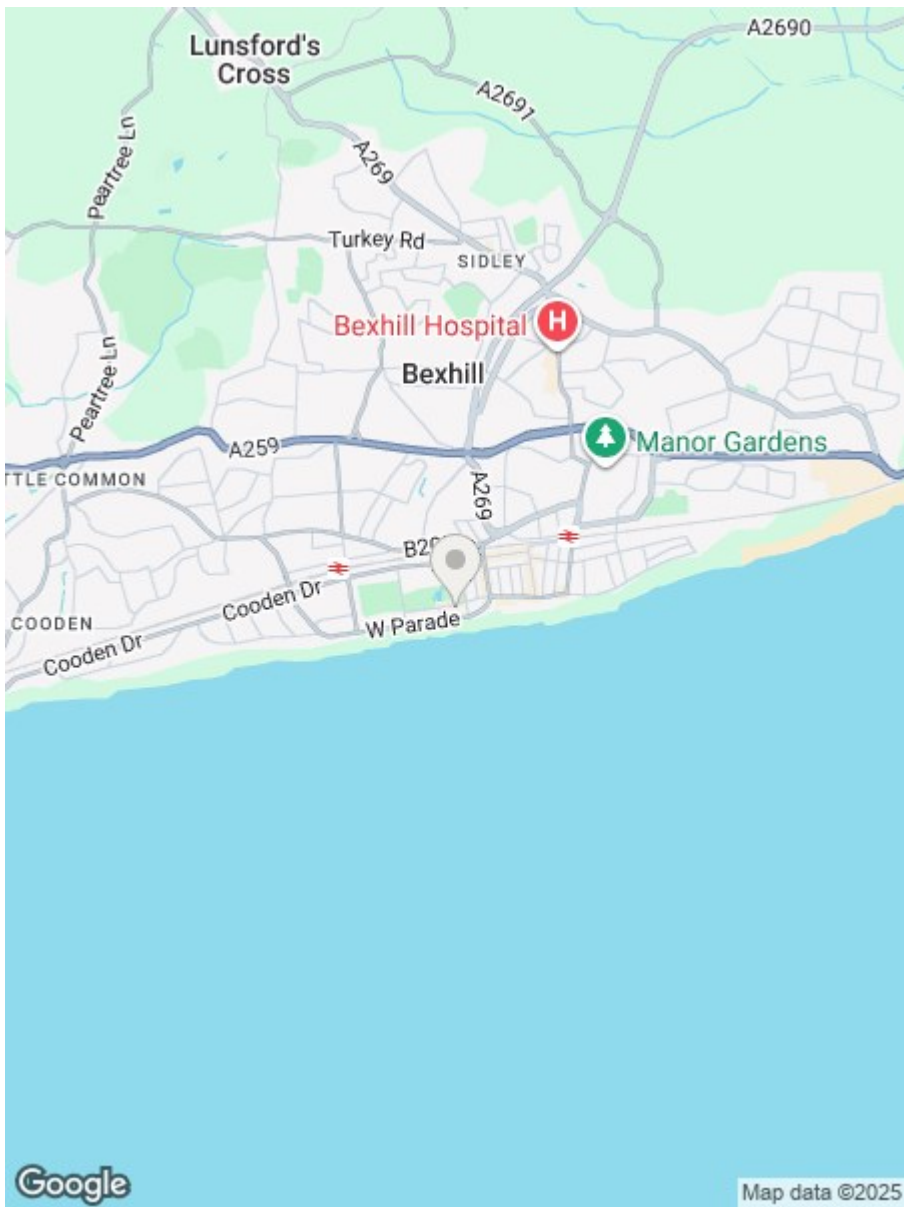 A2690
Lunsford's
Cross
A2691
Peartree Ln
A269
Turkey Rd
SIDLEY
Bexhill Hospital
H
Bexhill
Peartree Ln
Manor Gardens
A259
TTLE COMMON
A269
Cooden Dr
COODEN
W Parade
Cooden Dr
Google
Map data ©2025